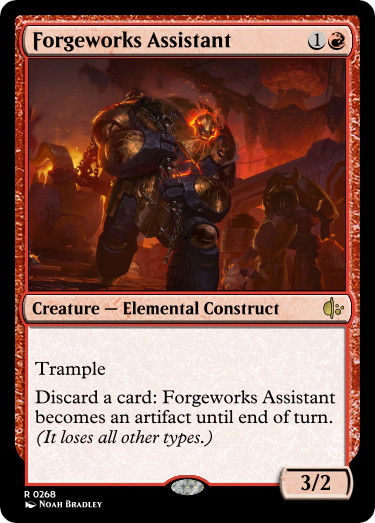 Forgeworks Assistant 1
Creature — Elemental Construct
Trample
Discard a card: Forgeworks Assistant
becomes an artifact until end of turn.
(It loses all other types.)
3/2
R 0268
Noah Bradley